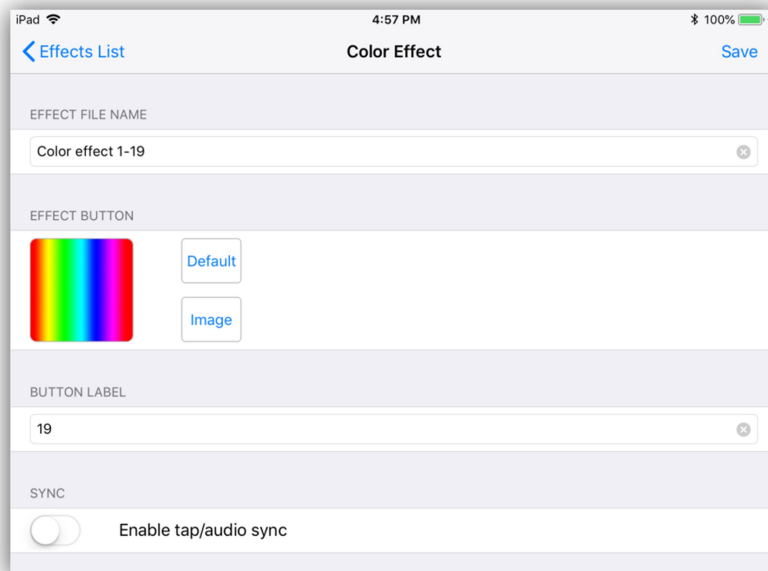 iPad 4:57 PM 100%
Effects List Color Effect Save
EFFECT FILE NAME
Color effect 1-19
EFFECT BUTTON
Default
Image
BUTTON LABEL
19
SYNC
Enable tap/audio sync